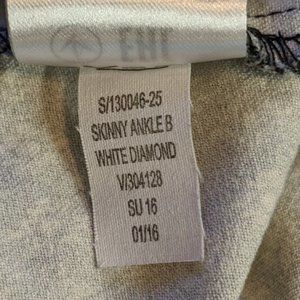 S/130046-25
SKINNY ANKLE B
WHITE DIAMOND
V/304128
SU 16
01/16